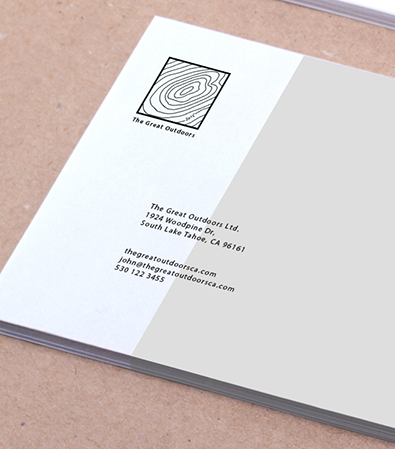 The Great Outdoors
The Great Outdoors Ltd.
1924 Woodpine Dr,
South Lake Tahoe, CA 96161
thegreatoutdoorsca.com
john@thegreatoutdoorsca.com
530 122 3455